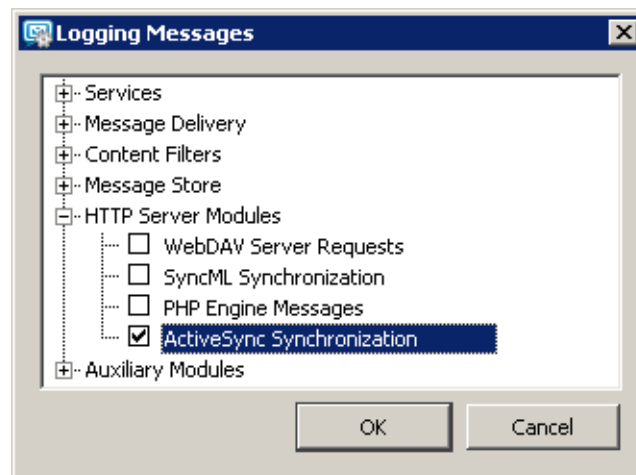 Logging Messages
Services
Message Delivery
Content Filters
Message Store
HTTP Server Modules
WebDAV Server Requests
SyncML Synchronization
PHP Engine Messages
ActiveSync Synchronization
Auxiliary Modules
OK Cancel